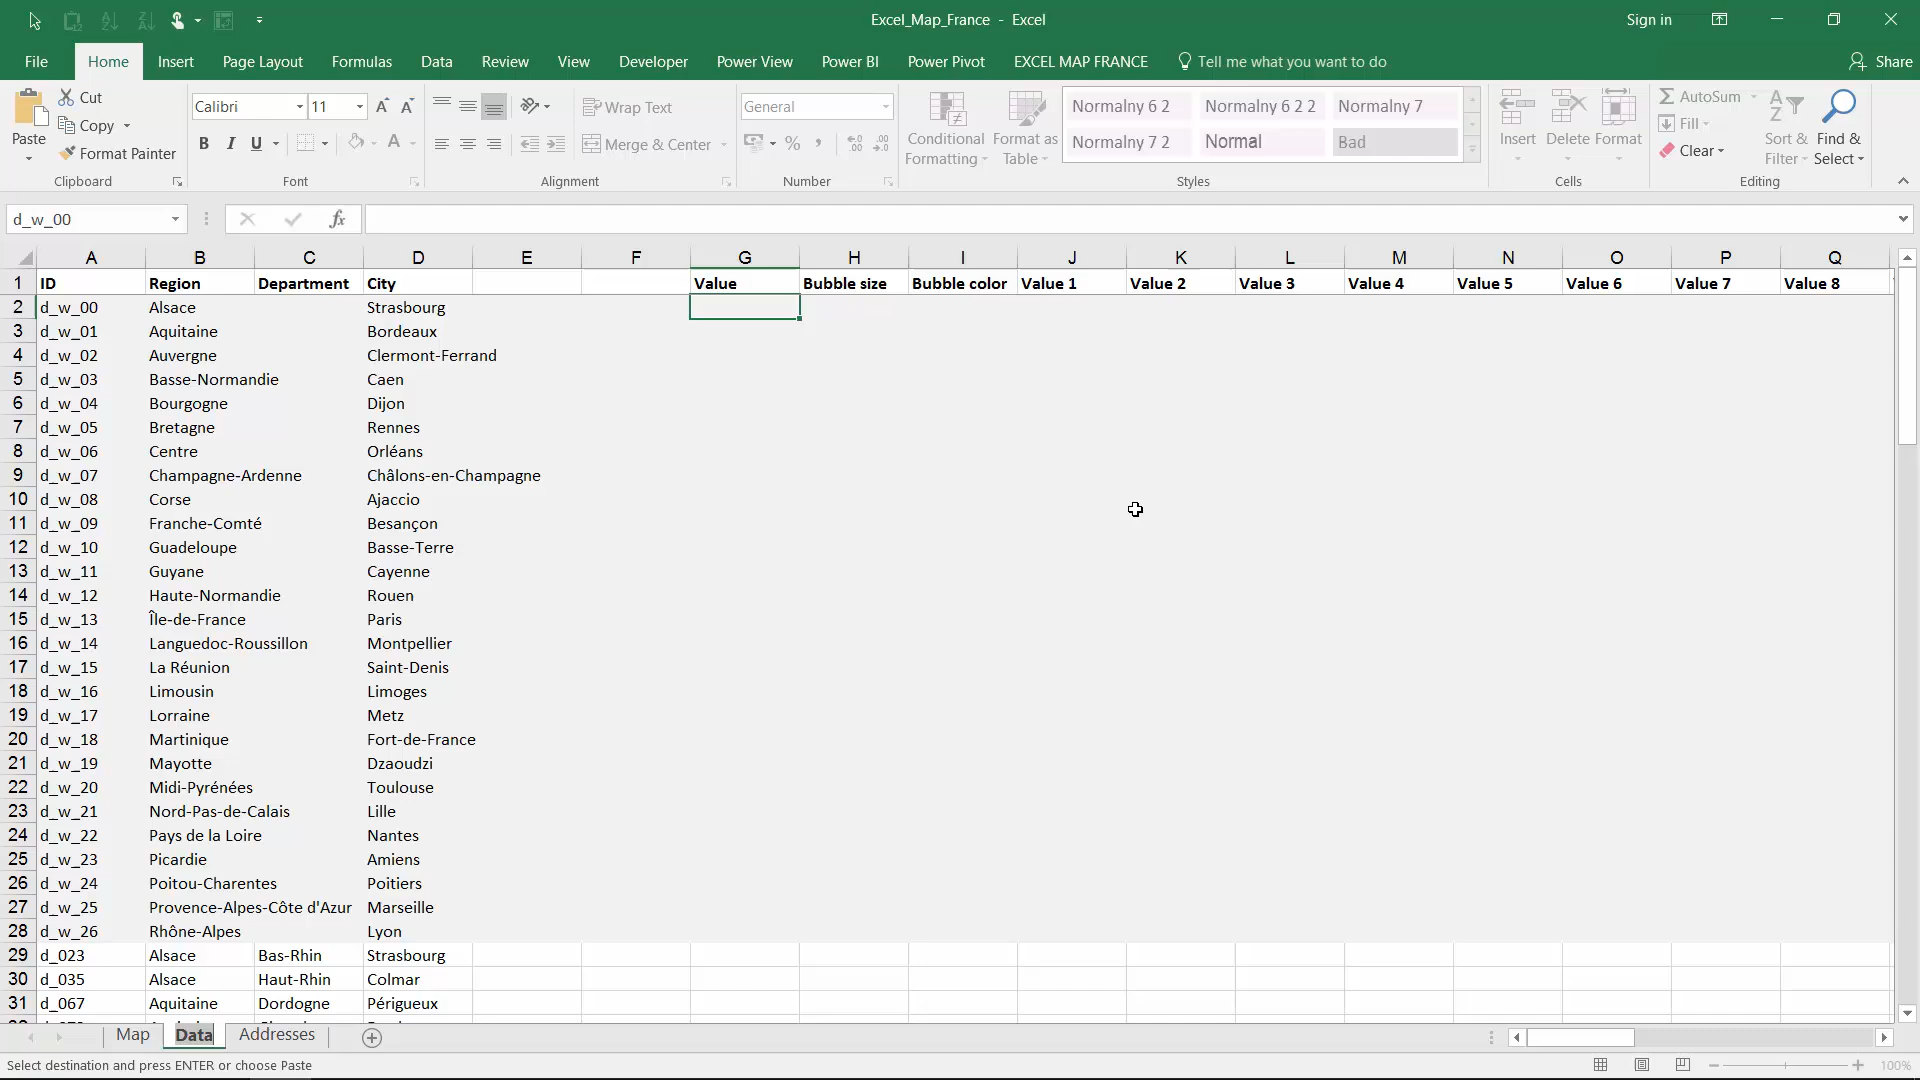 Excel_Map_France - Excel
Sign in
File Home Insert Page Layout Formulas Data Review View Developer Power View Power BI Power Pivot EXCEL MAP FRANCE Tell me what you want to do Share
Paste Cut Copy Format Painter Clipboard
Calibri 11 B I U A Font
Wrap Text Merge & Center Alignment
General % Number
Conditional Formatting Format as Table
Normalny 6 2 Normalny 6 2 2 Normalny 7
Normalny 7 2 Normal Bad
Styles
Insert Delete Format Cells
AutoSum Fill Clear Sort & Filter Find & Select Editing
d_w_00 fx
A B C D E F G H I J K L M N O P Q
1 ID Region Department City Value Bubble size Bubble color Value 1 Value 2 Value 3 Value 4 Value 5 Value 6 Value 7 Value 8
2 d_w_00 Alsace Strasbourg
3 d_w_01 Aquitaine Bordeaux
4 d_w_02 Auvergne Clermont-Ferrand
5 d_w_03 Basse-Normandie Caen
6 d_w_04 Bourgogne Dijon
7 d_w_05 Bretagne Rennes
8 d_w_06 Centre Orléans
9 d_w_07 Champagne-Ardenne Châlons-en-Champagne
10 d_w_08 Corse Ajaccio
11 d_w_09 Franche-Comté Besançon
12 d_w_10 Guadeloupe Basse-Terre
13 d_w_11 Guyane Cayenne
14 d_w_12 Haute-Normandie Rouen
15 d_w_13 Île-de-France Paris
16 d_w_14 Languedoc-Roussillon Montpellier
17 d_w_15 La Réunion Saint-Denis
18 d_w_16 Limousin Limoges
19 d_w_17 Lorraine Metz
20 d_w_18 Martinique Fort-de-France
21 d_w_19 Mayotte Dzaoudzi
22 d_w_20 Midi-Pyrénées Toulouse
23 d_w_21 Nord-Pas-de-Calais Lille
24 d_w_22 Pays de la Loire Nantes
25 d_w_23 Picardie Amiens
26 d_w_24 Poitou-Charentes Poitiers
27 d_w_25 Provence-Alpes-Côte d'Azur Marseille
28 d_w_26 Rhône-Alpes Lyon
29 d_023 Alsace Bas-Rhin Strasbourg
30 d_035 Alsace Haut-Rhin Colmar
31 d_067 Aquitaine Dordogne Périgueux
Map Data Addresses
Select destination and press ENTER or choose Paste 100%